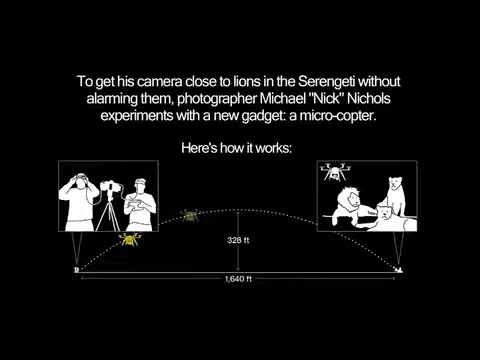 To get his camera close to lions in the Serengeti without
alarming them, photographer Michael "Nick" Nichols
experiments with a new gadget: a micro-copter.
Here's how it works:
328 ft
1,640 ft